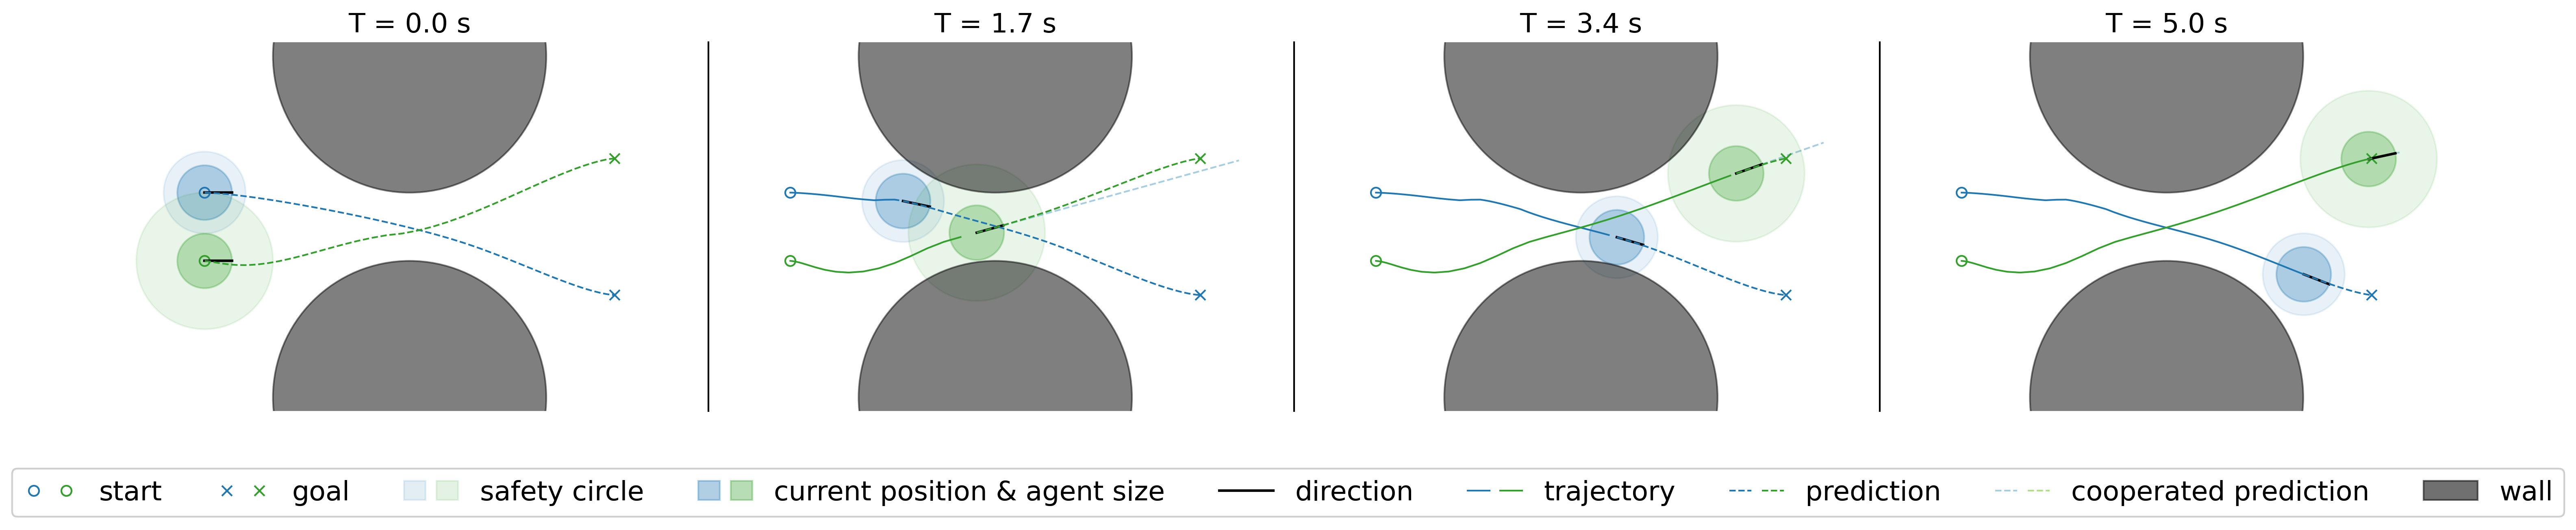 T = 0.0 s
T = 1.7 s
T = 3.4 s
T = 5.0 s
start
goal
safety circle
current position & agent size
direction
trajectory
prediction
cooperated prediction
wall